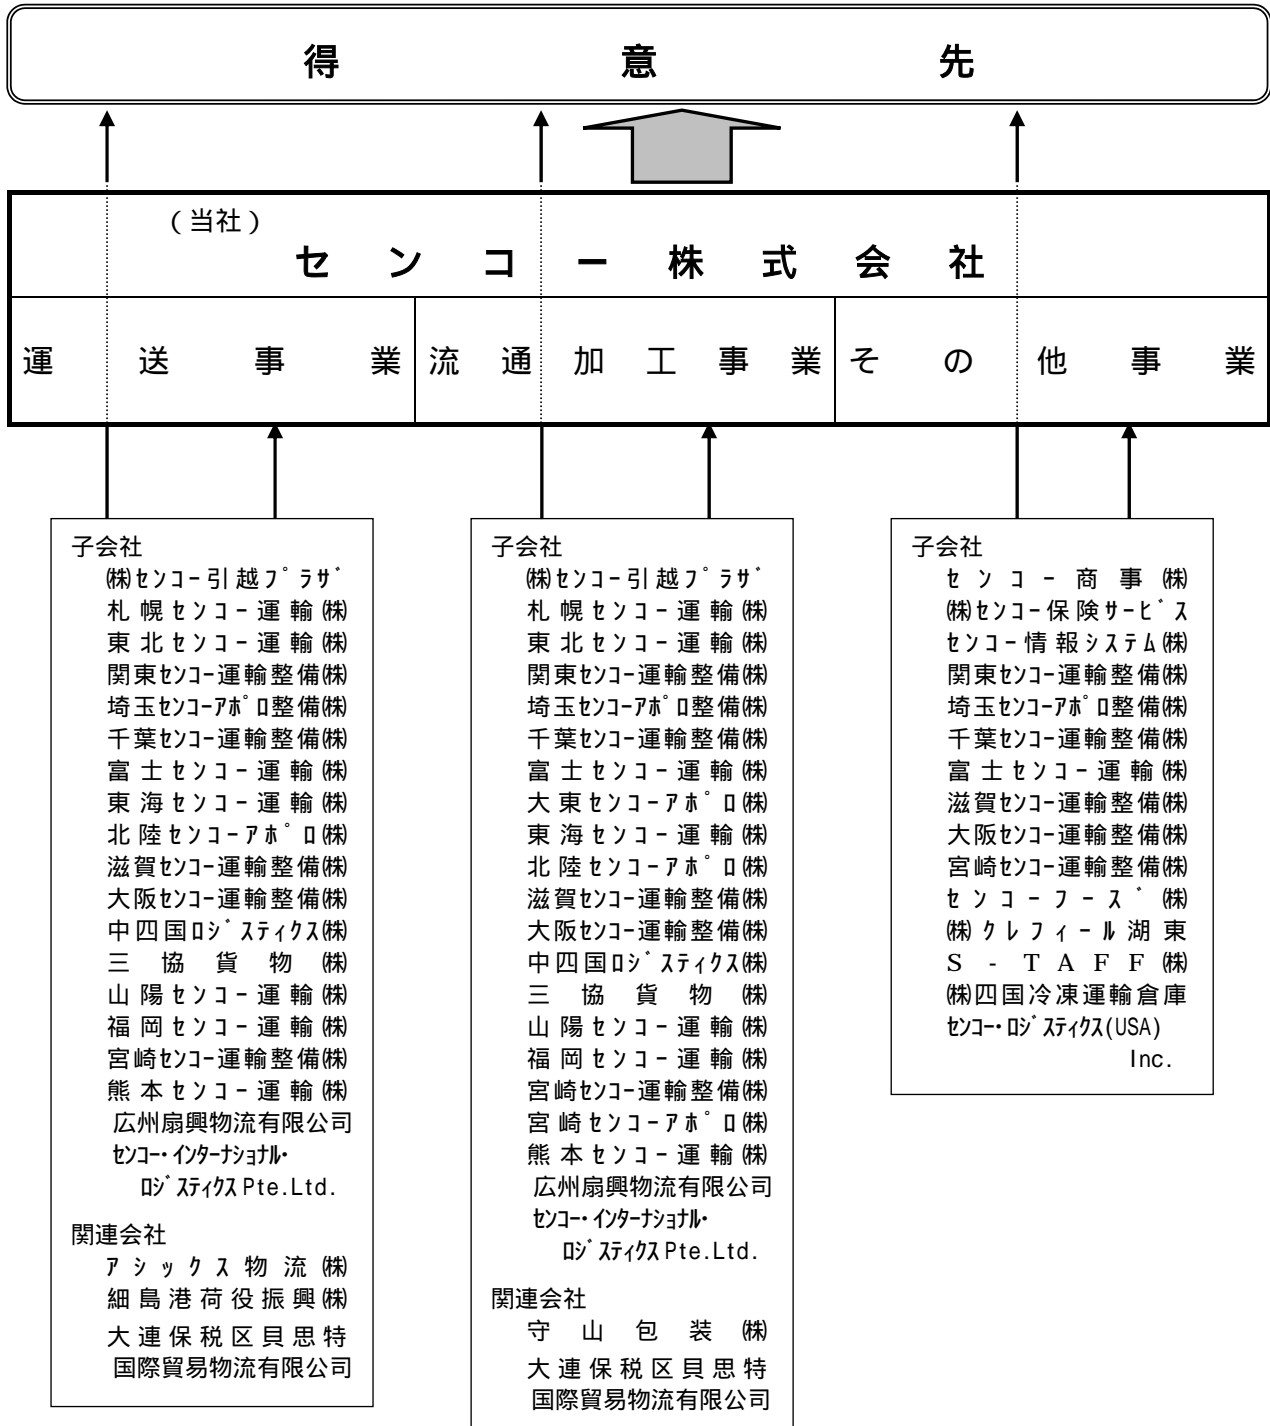 得意先
(当社)
センコー株式会社
運送事業
流通加工事業
その他事業
子会社
㈱センコー引越プラザ
札幌センコー運輸㈱
東北センコー運輸㈱
関東センコー運輸整備㈱
埼玉センコーアポロ整備㈱
千葉センコー運輸整備㈱
富士センコー運輸㈱
東海センコー運輸㈱
北陸センコーアポロ㈱
滋賀センコー運輸整備㈱
大阪センコー運輸整備㈱
中四国ロジスティクス㈱
三協貨物㈱
山陽センコー運輸㈱
福岡センコー運輸㈱
宮崎センコー運輸整備㈱
熊本センコー運輸㈱
広州扇興物流有限公司
センコー・インターナショナル・
ロジスティクスPte.Ltd.
関連会社
アシックス物流㈱
細島港荷役振興㈱
大連保税区貝思特
国際貿易物流有限公司
子会社
㈱センコー引越プラザ
札幌センコー運輸㈱
東北センコー運輸㈱
関東センコー運輸整備㈱
埼玉センコーアポロ整備㈱
千葉センコー運輸整備㈱
富士センコー運輸㈱
大東センコーアポロ㈱
東海センコー運輸㈱
北陸センコーアポロ㈱
滋賀センコー運輸整備㈱
大阪センコー運輸整備㈱
中四国ロジスティクス㈱
三協貨物㈱
山陽センコー運輸㈱
福岡センコー運輸㈱
宮崎センコー運輸整備㈱
宮崎センコーアポロ㈱
熊本センコー運輸㈱
広州扇興物流有限公司
センコー・インターナショナル・
ロジスティクスPte.Ltd.
関連会社
守山包装㈱
大連保税区貝思特
国際貿易物流有限公司
子会社
センコー商事㈱
㈱センコー保険サービス
センコー情報システム㈱
関東センコー運輸整備㈱
埼玉センコーアポロ整備㈱
千葉センコー運輸整備㈱
富士センコー運輸㈱
滋賀センコー運輸整備㈱
大阪センコー運輸整備㈱
宮崎センコー運輸整備㈱
センコーフーズ㈱
㈱クレフィール湖東
S-TAFF㈱
㈱四国冷凍運輸倉庫
センコー・ロジスティクス(USA)
Inc.